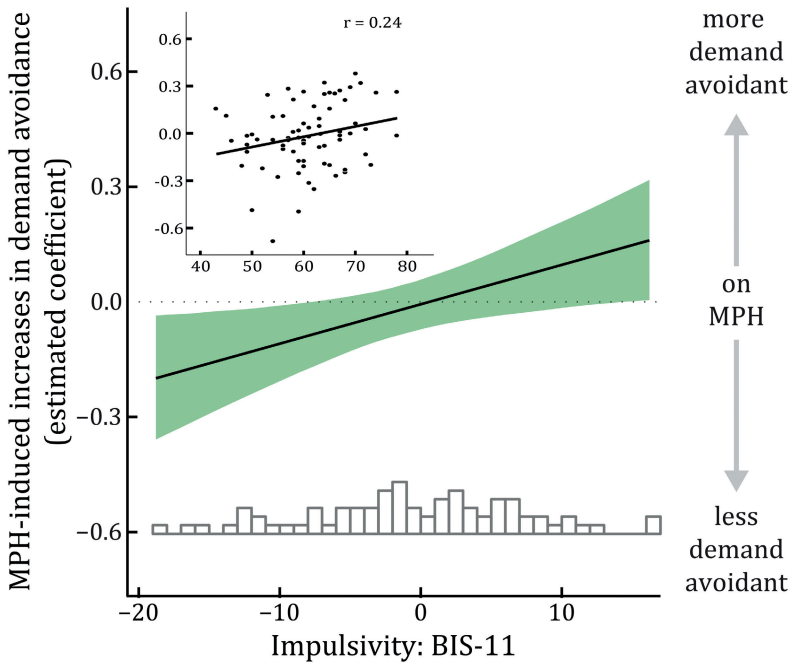 MPH-induced increases in demand avoidance
(estimated coefficient)
0.6
0.3
0.0
−0.3
−0.6
r = 0.24
0.6
0.3
0.0
-0.3
-0.6
40 50 60 70 80
−20 −10 0 10
Impulsivity: BIS-11
more
demand
avoidant
on
MPH
less
demand
avoidant